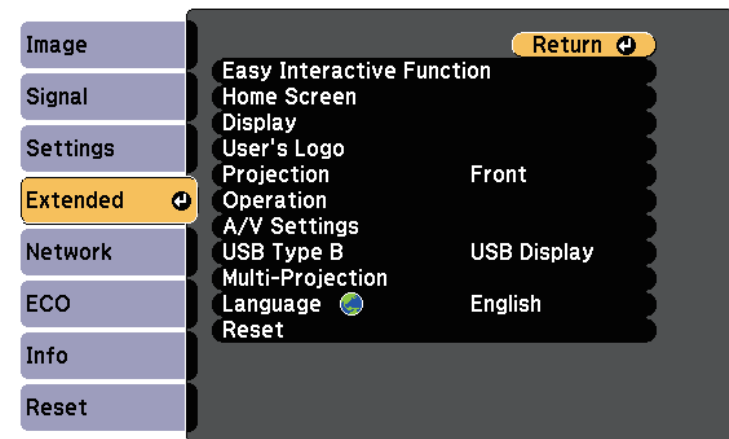 Image
Signal
Settings
Extended
Network
ECO
Info
Reset
Return
Easy Interactive Function
Home Screen
Display
User's Logo
Projection Front
Operation
A/V Settings
USB Type B USB Display
Multi-Projection
Language English
Reset